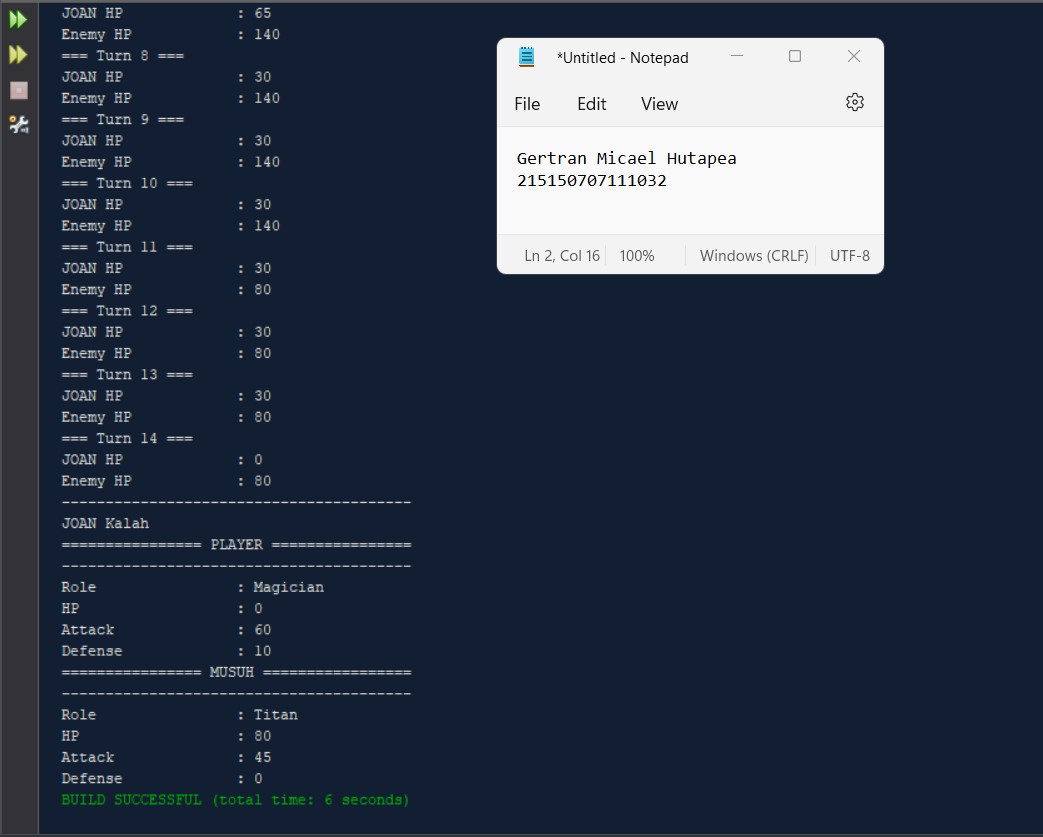 JOAN HP : 65
Enemy HP : 140
=== Turn 8 ===
JOAN HP : 30
Enemy HP : 140
=== Turn 9 ===
JOAN HP : 30
Enemy HP : 140
=== Turn 10 ===
JOAN HP : 30
Enemy HP : 140
=== Turn 11 ===
JOAN HP : 30
Enemy HP : 80
=== Turn 12 ===
JOAN HP : 30
Enemy HP : 80
=== Turn 13 ===
JOAN HP : 30
Enemy HP : 80
=== Turn 14 ===
JOAN HP : 0
Enemy HP : 80
----------------------------------------
JOAN Kalah
================ PLAYER ================
----------------------------------------
Role : Magician
HP : 0
Attack : 60
Defense : 10
================ MUSUH =================
----------------------------------------
Role : Titan
HP : 80
Attack : 45
Defense : 0
BUILD SUCCESSFUL (total time: 6 seconds)
*Untitled - Notepad
File Edit View
Gertran Micael Hutapea
215150707111032
Ln 2, Col 16 100% Windows (CRLF) UTF-8